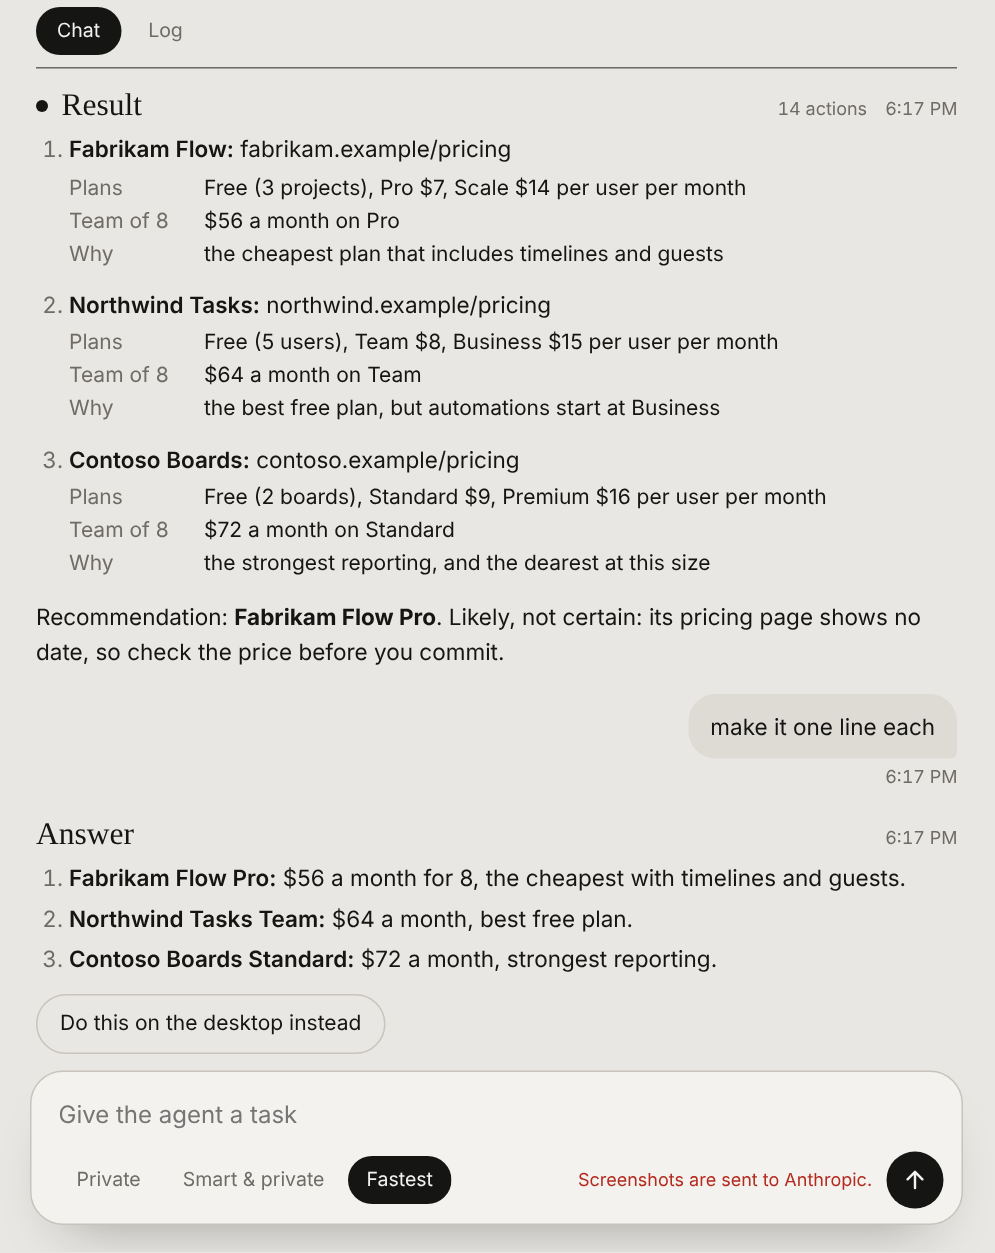 Chat Log
Result 14 actions 6:17 PM
1. Fabrikam Flow: fabrikam.example/pricing
Plans Free (3 projects), Pro $7, Scale $14 per user per month
Team of 8 $56 a month on Pro
Why the cheapest plan that includes timelines and guests
2. Northwind Tasks: northwind.example/pricing
Plans Free (5 users), Team $8, Business $15 per user per month
Team of 8 $64 a month on Team
Why the best free plan, but automations start at Business
3. Contoso Boards: contoso.example/pricing
Plans Free (2 boards), Standard $9, Premium $16 per user per month
Team of 8 $72 a month on Standard
Why the strongest reporting, and the dearest at this size
Recommendation: Fabrikam Flow Pro. Likely, not certain: its pricing page shows no
date, so check the price before you commit.
make it one line each
6:17 PM
Answer 6:17 PM
1. Fabrikam Flow Pro: $56 a month for 8, the cheapest with timelines and guests.
2. Northwind Tasks Team: $64 a month, best free plan.
3. Contoso Boards Standard: $72 a month, strongest reporting.
Do this on the desktop instead
Give the agent a task
Private Smart & private Fastest Screenshots are sent to Anthropic.